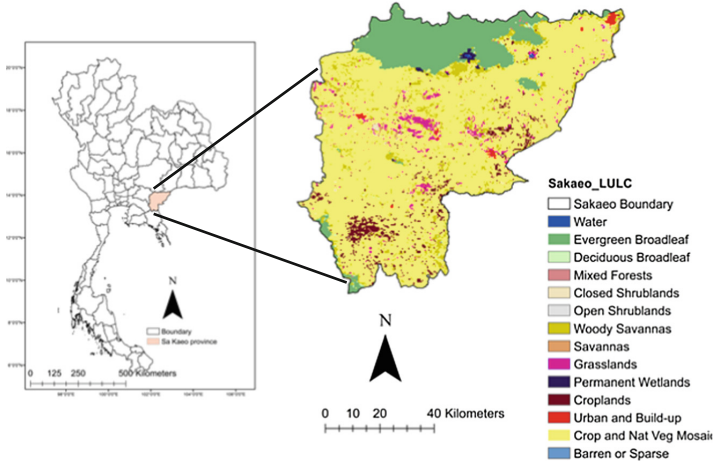 N
Boundary
Sa Kaeo province
0 125 250 500 Kilometers
N
0 10 20 40 Kilometers
Sakaeo_LULC
Sakaeo Boundary
Water
Evergreen Broadleaf
Deciduous Broadleaf
Mixed Forests
Closed Shrublands
Open Shrublands
Woody Savannas
Savannas
Grasslands
Permanent Wetlands
Croplands
Urban and Build-up
Crop and Nat Veg Mosaic
Barren or Sparse